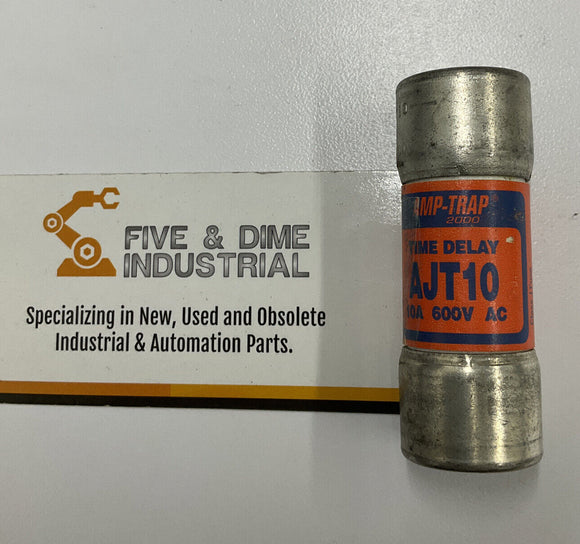 FIVE & DIME
INDUSTRIAL
Specializing in New, Used and Obsolete
Industrial & Automation Parts.
AMP-TRAP
2000
TIME DELAY
AJT10
10A 600V AC